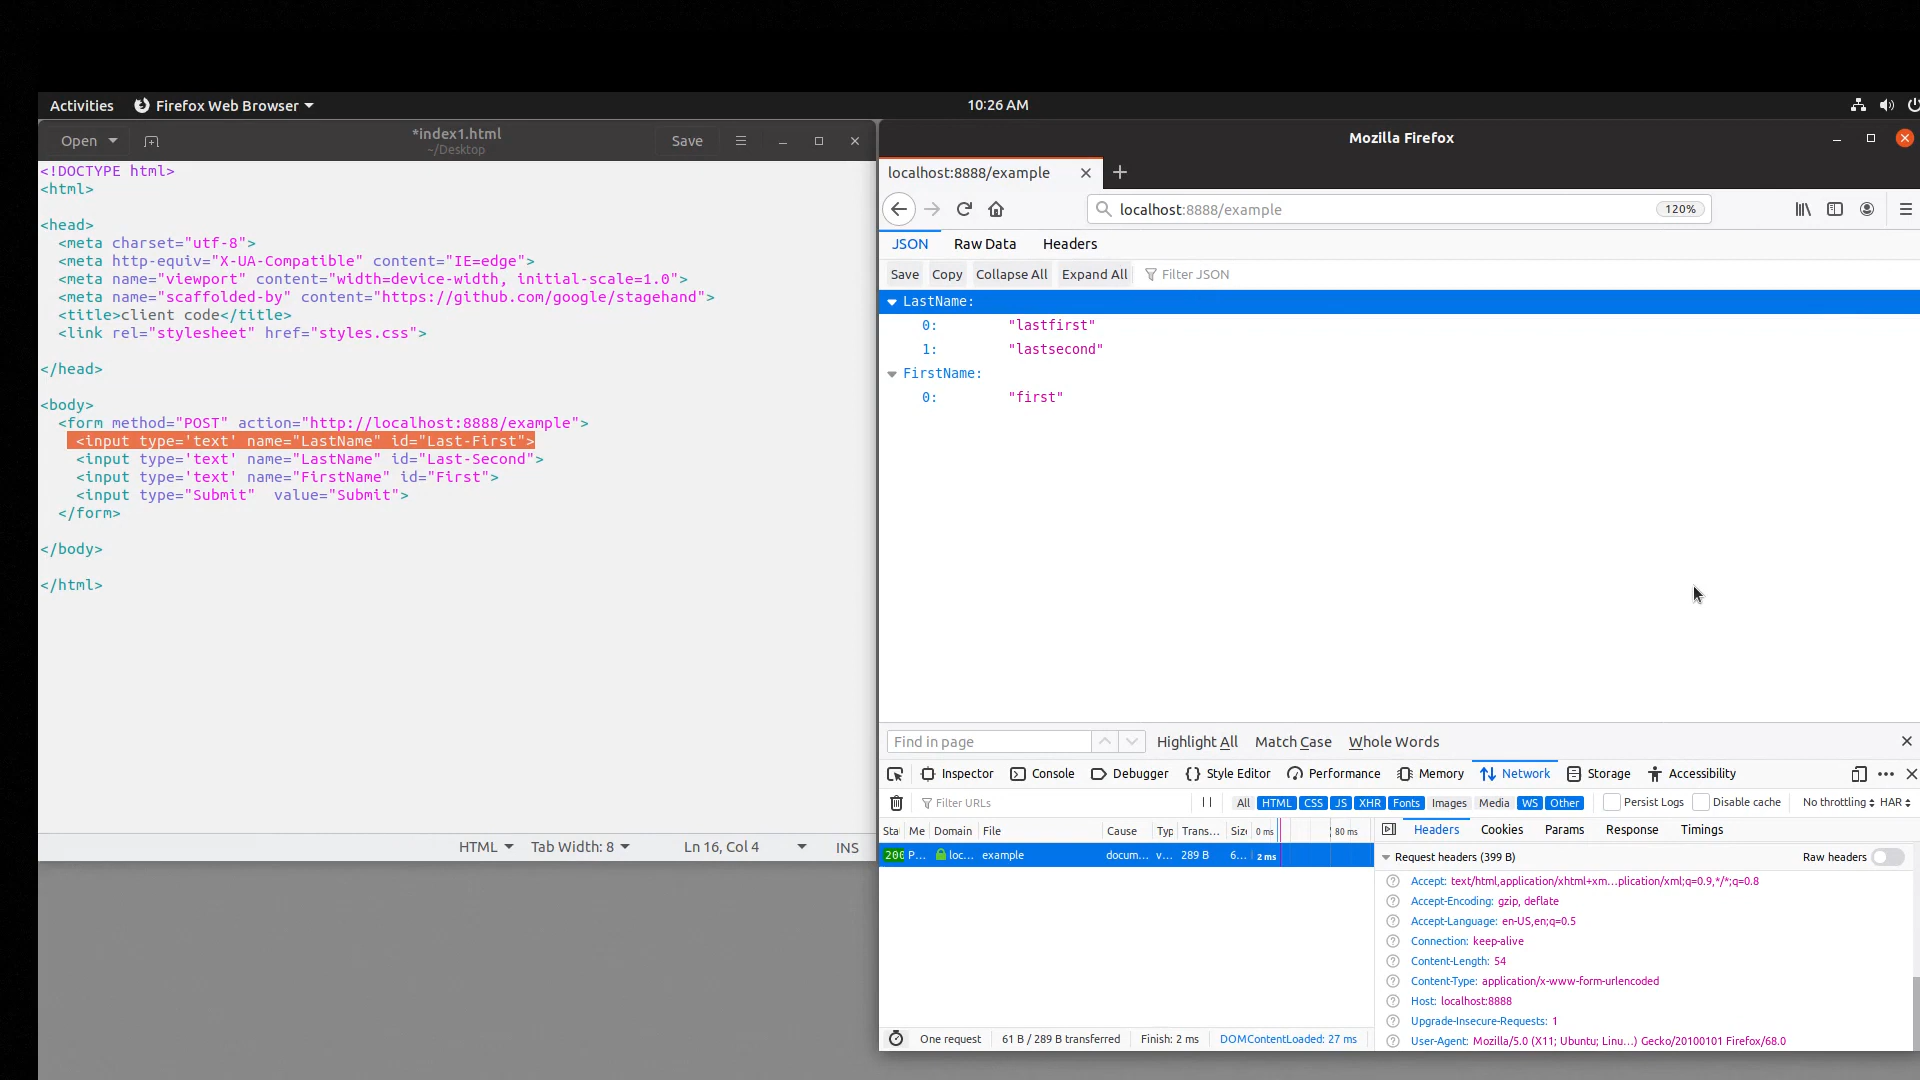 Activities Firefox Web Browser 10:26 AM
Open *index1.html Save
~/Desktop
<!DOCTYPE html>
<html>
<head>
<meta charset="utf-8">
<meta http-equiv="X-UA-Compatible" content="IE=edge">
<meta name="viewport" content="width=device-width, initial-scale=1.0">
<meta name="scaffolded-by" content="https://github.com/google/stagehand">
<title>client code</title>
<link rel="stylesheet" href="styles.css">
</head>
<body>
<form method="POST" action="http://localhost:8888/example">
<input type='text' name="LastName" id="Last-First">
<input type='text' name="LastName" id="Last-Second">
<input type='text' name="FirstName" id="First">
<input type="Submit"  value="Submit">
</form>
</body>
</html>
HTML Tab Width: 8 Ln 16, Col 4 INS
Mozilla Firefox
localhost:8888/example
localhost:8888/example 120%
JSON Raw Data Headers
Save Copy Collapse All Expand All Filter JSON
LastName:
0: "lastfirst"
1: "lastsecond"
FirstName:
0: "first"
Find in page Highlight All Match Case Whole Words
Inspector Console Debugger {} Style Editor Performance Memory Network Storage Accessibility
Filter URLs All HTML CSS JS XHR Fonts Images Media WS Other Persist Logs Disable cache No throttling HAR
Sta Me Domain File Cause Typ Trans... Size 0 ms 80 ms
200 P... loc... example docum... v... 289 B 6... 2 ms
One request 61 B / 289 B transferred Finish: 2 ms DOMContentLoaded: 27 ms
Headers Cookies Params Response Timings
Request headers (399 B) Raw headers
Accept: text/html,application/xhtml+xm…plication/xml;q=0.9,*/*;q=0.8
Accept-Encoding: gzip, deflate
Accept-Language: en-US,en;q=0.5
Connection: keep-alive
Content-Length: 54
Content-Type: application/x-www-form-urlencoded
Host: localhost:8888
Upgrade-Insecure-Requests: 1
User-Agent: Mozilla/5.0 (X11; Ubuntu; Linu…) Gecko/20100101 Firefox/68.0